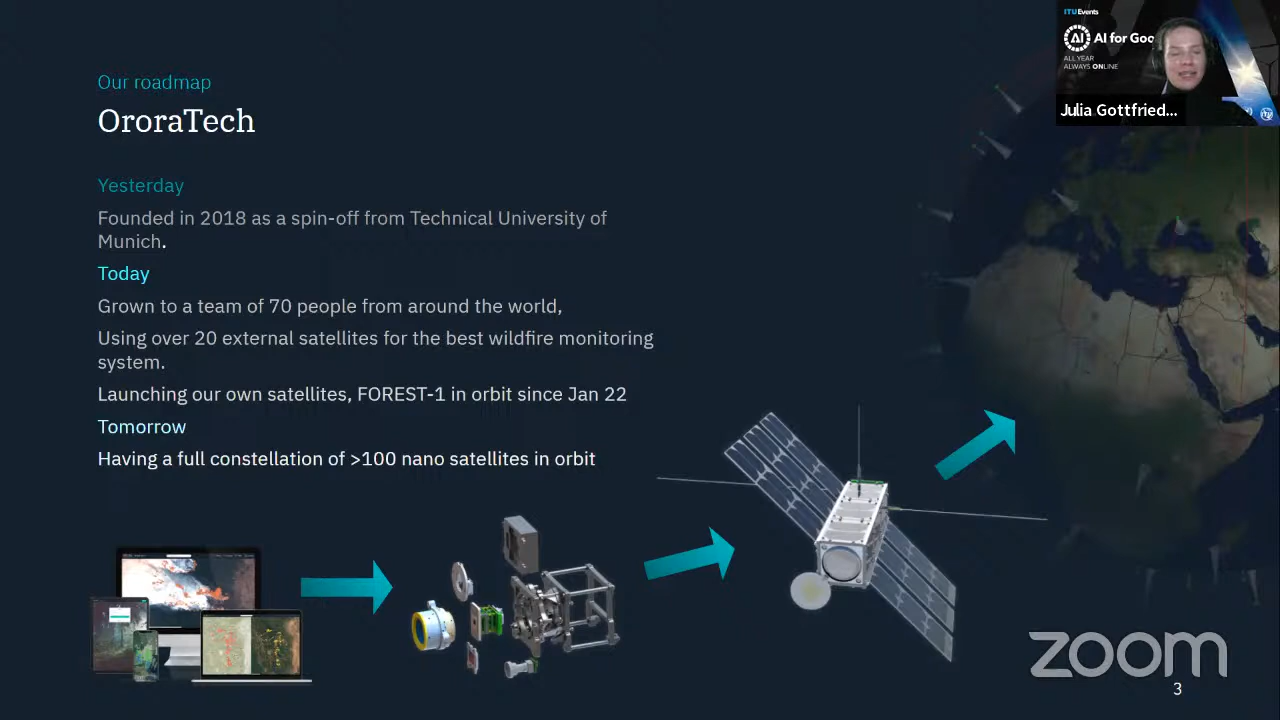 Our roadmap
OroraTech
Yesterday
Founded in 2018 as a spin-off from Technical University of
Munich.
Today
Grown to a team of 70 people from around the world,
Using over 20 external satellites for the best wildfire monitoring
system.
Launching our own satellites, FOREST-1 in orbit since Jan 22
Tomorrow
Having a full constellation of >100 nano satellites in orbit
ITUEvents
AI
AI for Goo
ALL YEAR
ALWAYS ONLINE
Julia Gottfried...
zoom
3